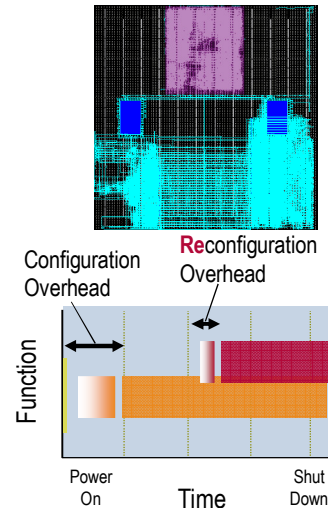 Reconfiguration
Overhead
Configuration
Overhead
Function
Power
On
Time
Shut
Down